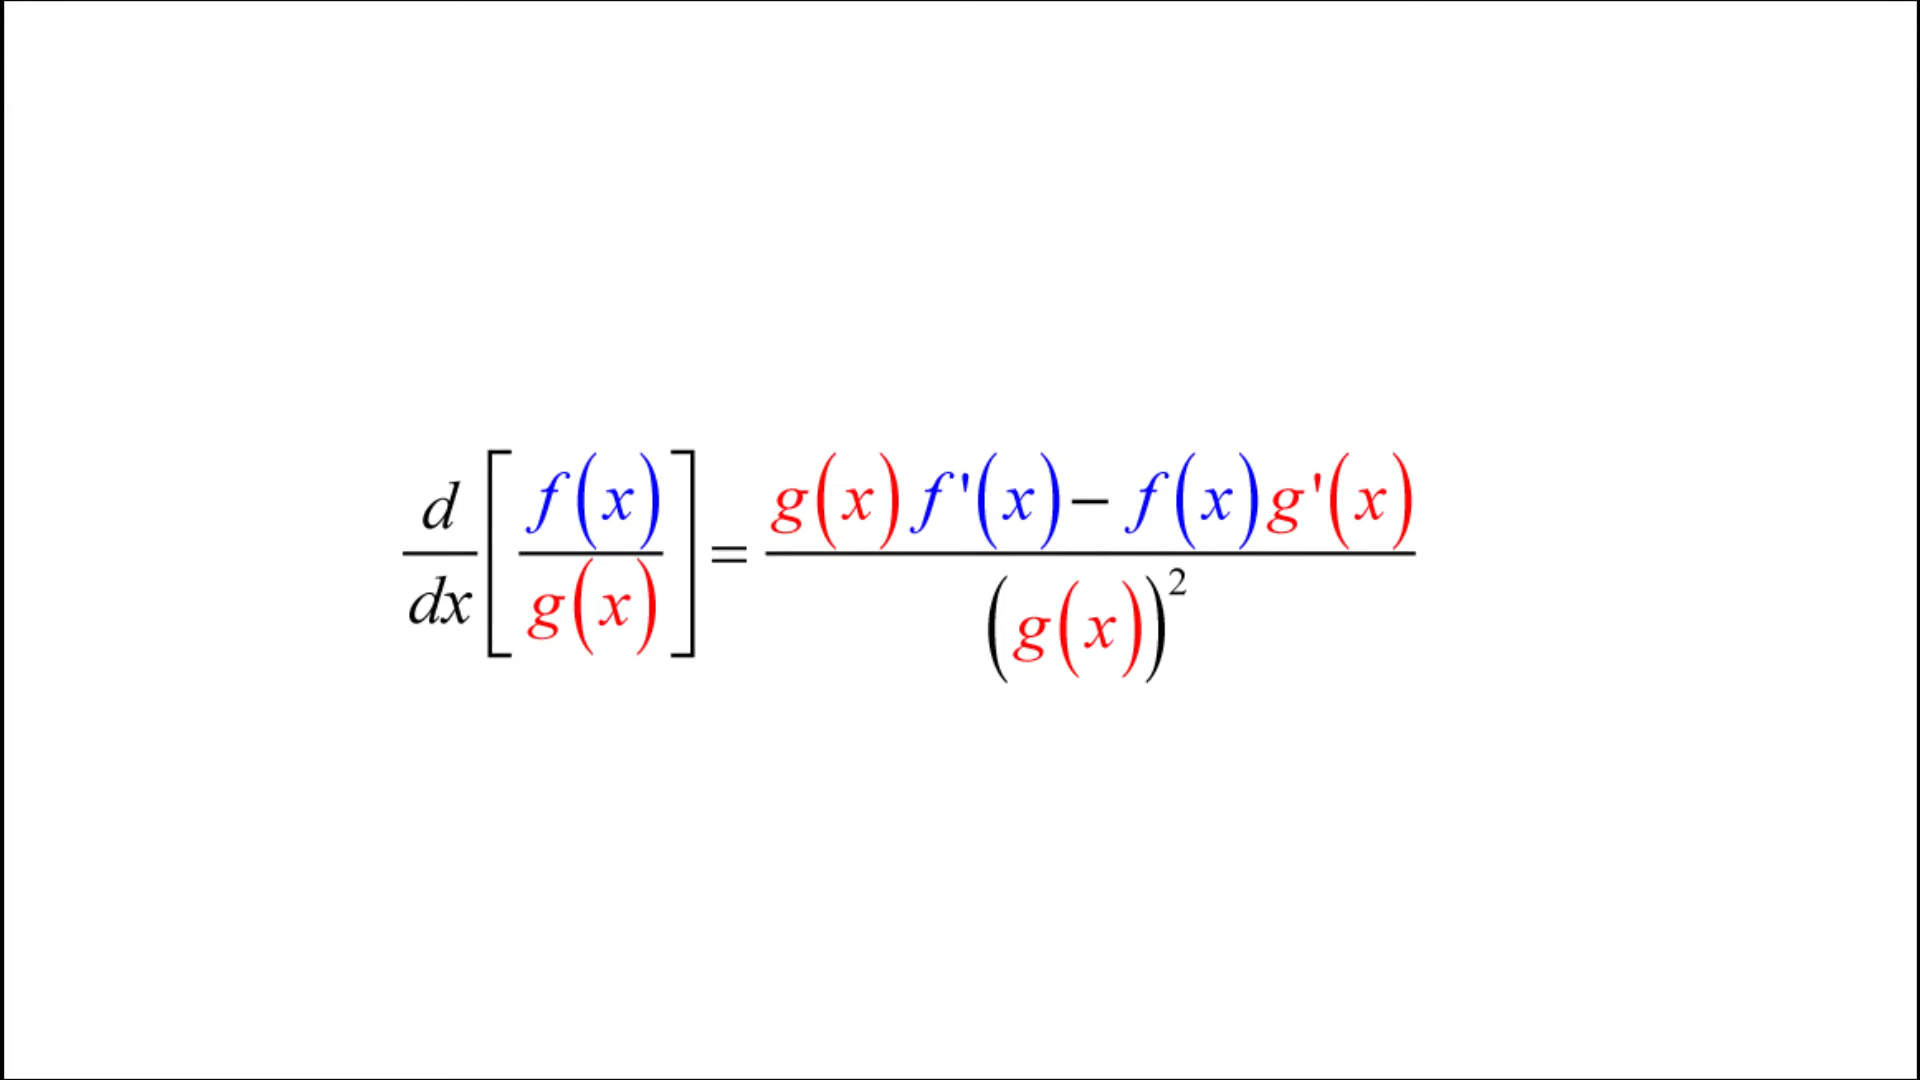 d/dx [f(x)/g(x)] = (g(x)f'(x) − f(x)g'(x))/(g(x))²